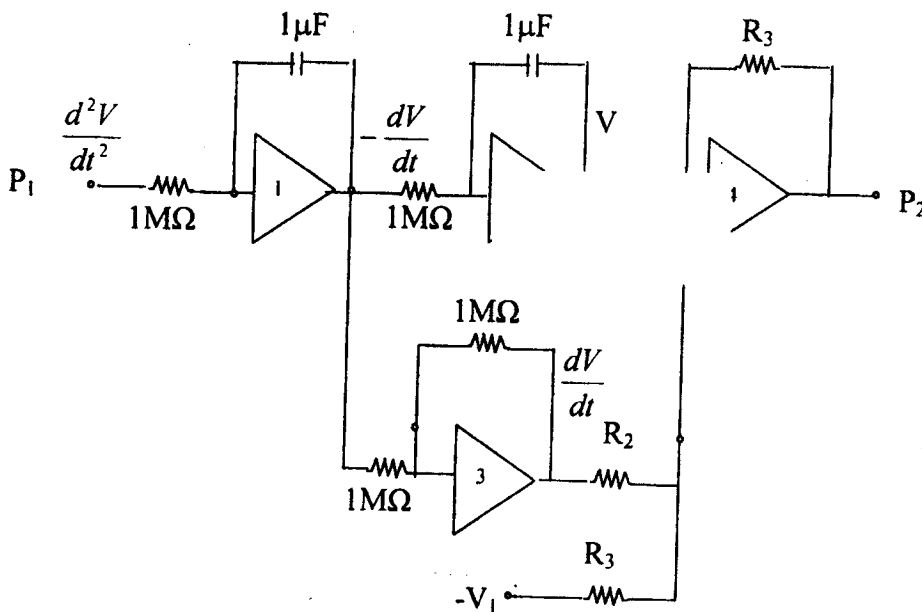 1μF
1μF
R₃
d²V/dt²
-dV/dt
V
P₁
1
1MΩ
1MΩ
P₂
1MΩ
dV/dt
R₂
3
1MΩ
R₃
-V₁